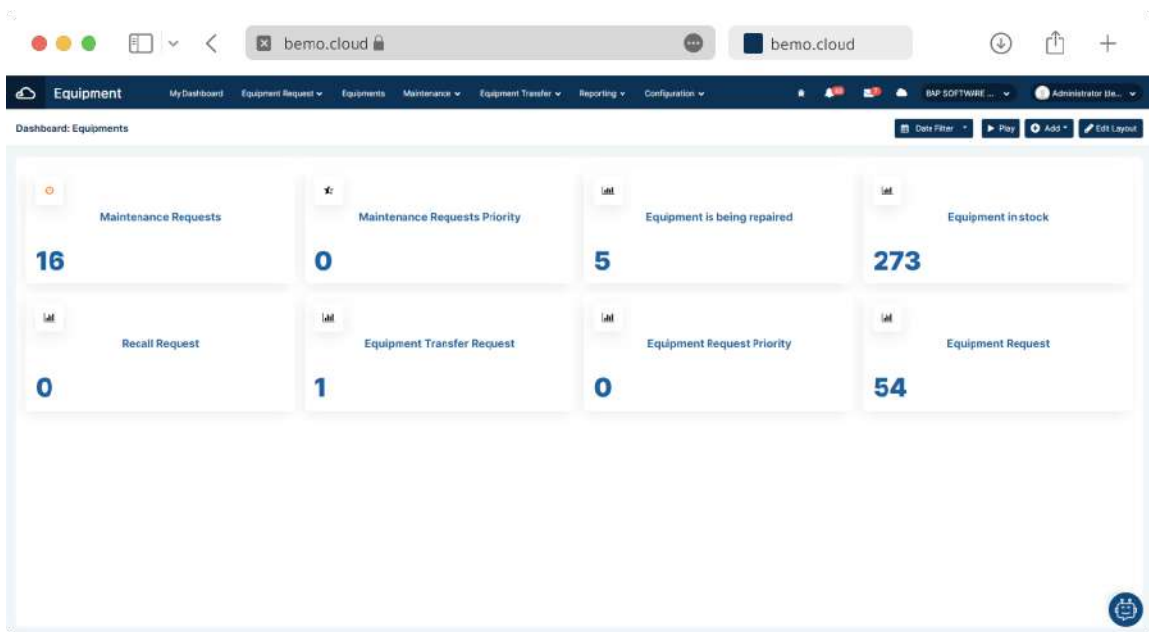 bemo.cloud
bemo.cloud
Equipment
My Dashboard
Equipment Request
Equipments
Maintenance
Equipment Transfer
Reporting
Configuration
BAP SOFTWARE ...
Administrator
Dashboard: Equipments
Date Filter
Play
Add
Edit Layout
Maintenance Requests
Maintenance Requests Priority
Equipment is being repaired
Equipment in stock
16
0
5
273
Recall Request
Equipment Transfer Request
Equipment Request Priority
Equipment Request
0
1
0
54